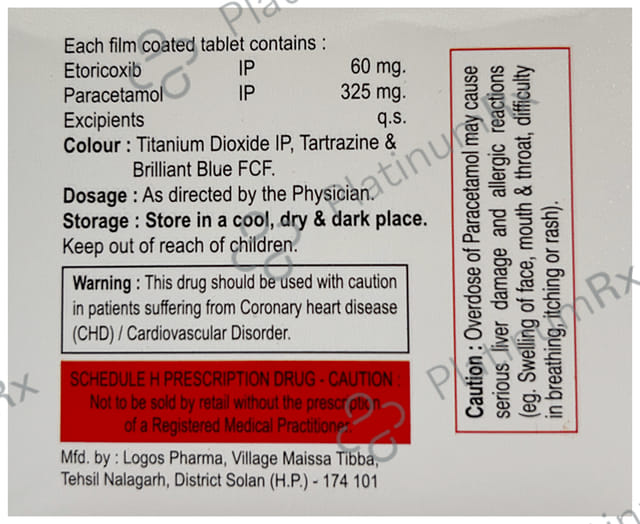 Each film coated tablet contains :
Etoricoxib IP 60 mg.
Paracetamol IP 325 mg.
Excipients q.s.
Colour : Titanium Dioxide IP, Tartrazine &
Brilliant Blue FCF.
Dosage : As directed by the Physician.
Storage : Store in a cool, dry & dark place.
Keep out of reach of children.
Warning : This drug should be used with caution
in patients suffering from Coronary heart disease
(CHD) / Cardiovascular Disorder.
SCHEDULE H PRESCRIPTION DRUG - CAUTION :
Not to be sold by retail without the prescription
of a Registered Medical Practitioner.
Mfd. by : Logos Pharma, Village Maissa Tibba,
Tehsil Nalagarh, District Solan (H.P.) - 174 101
Caution : Overdose of Paracetamol may cause
serious liver damage and allergic reactions
(eg. Swelling of face, mouth & throat, difficulty
in breathing, itching or rash).
PlatinumRx
PlatinumRx